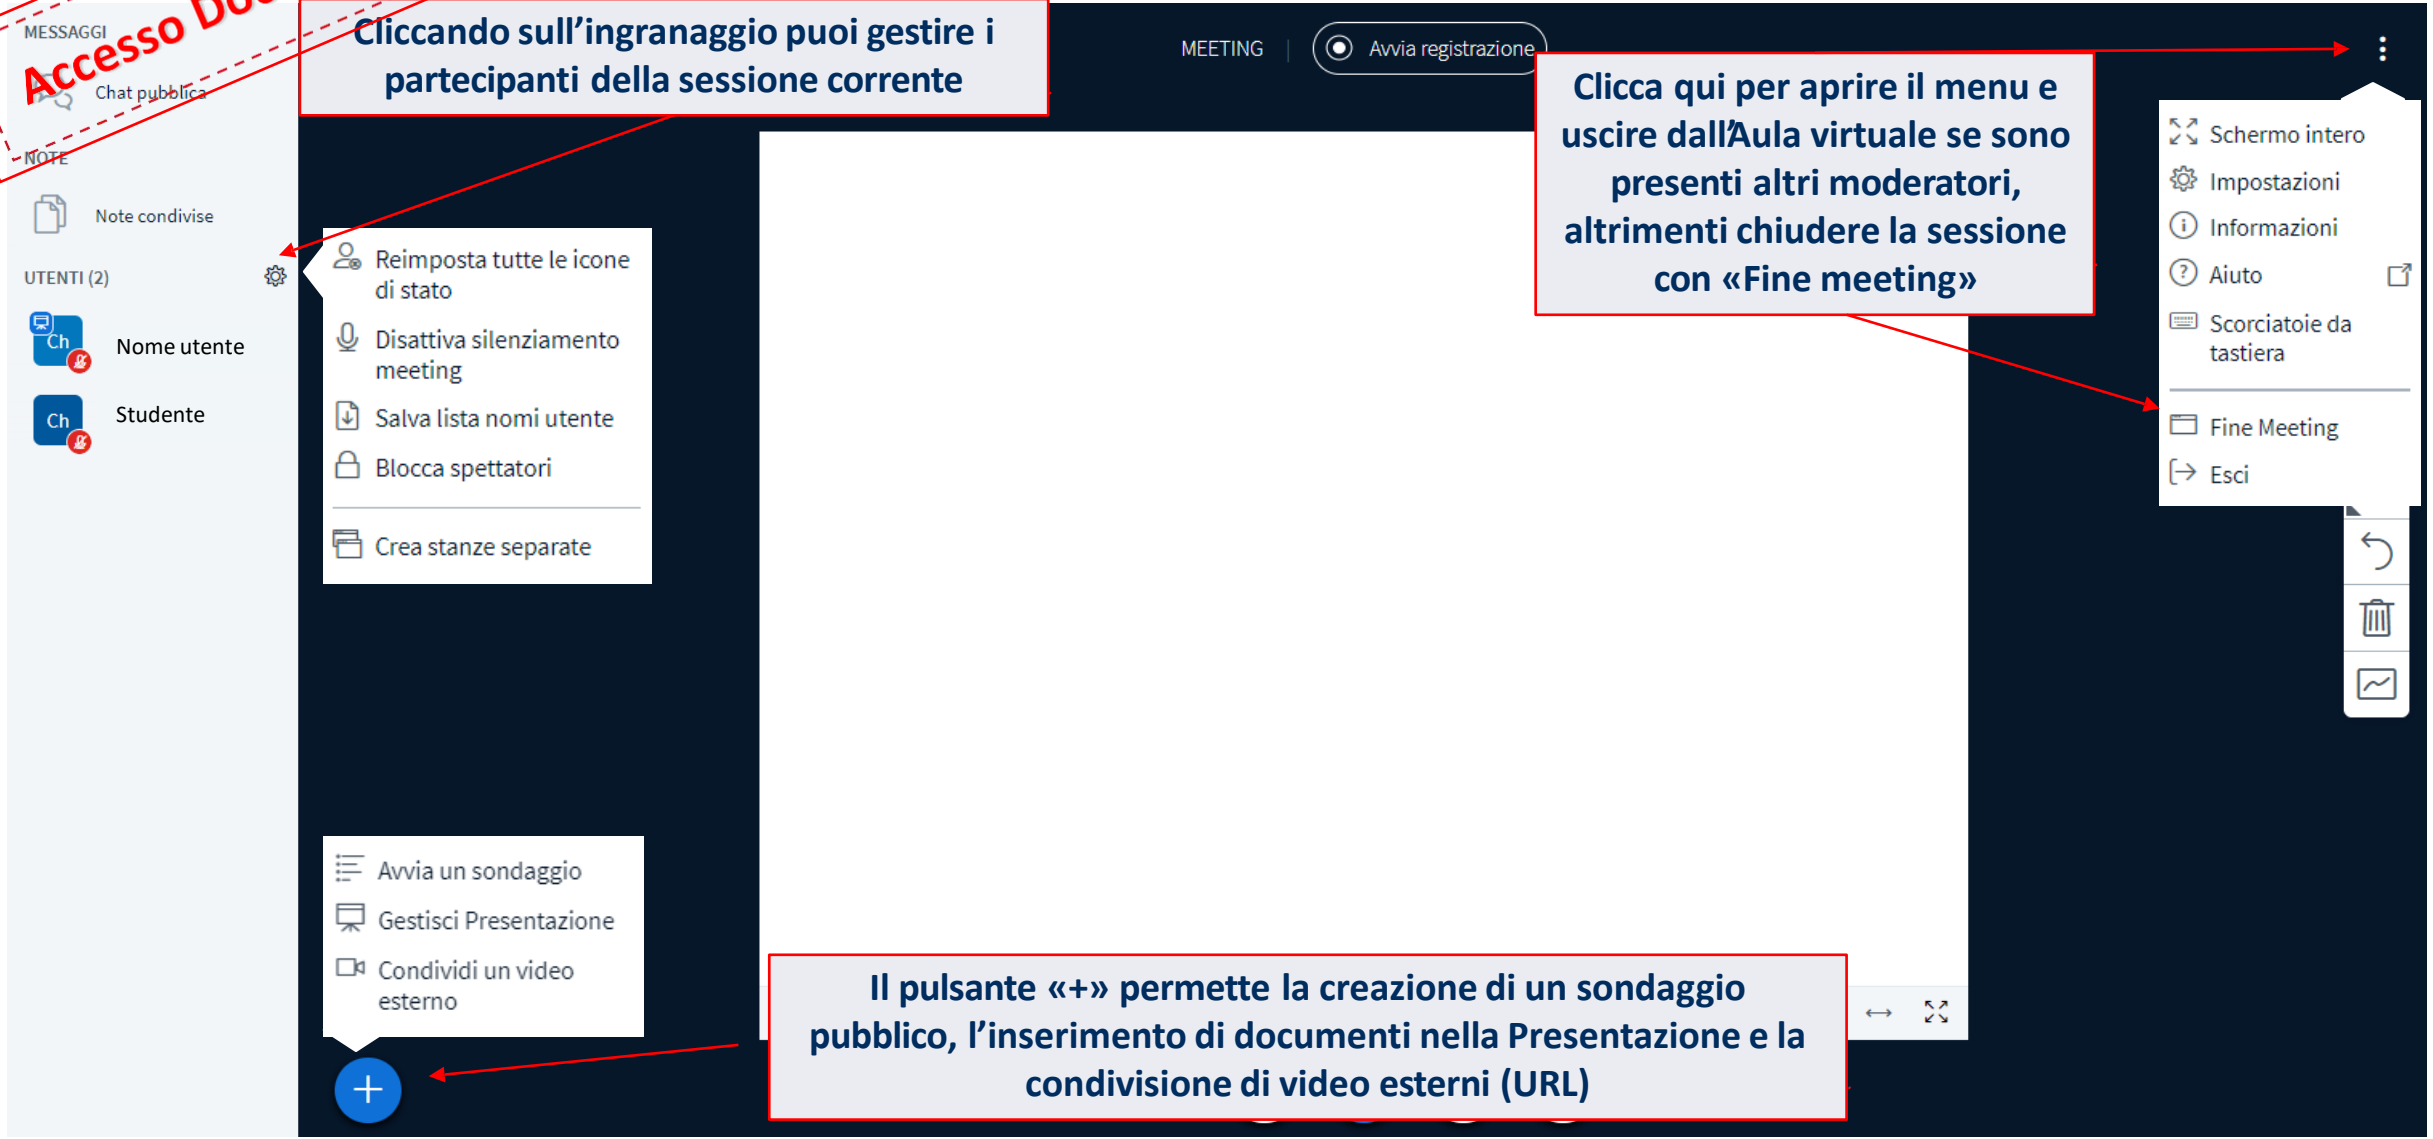 Accesso
MESSAGGI
Chat pubblica
NOTE
Note condivise
UTENTI (2)
Ch
Nome utente
Ch
Studente
Cliccando sull’ingranaggio puoi gestire i
partecipanti della sessione corrente
Reimposta tutte le icone
di stato
Disattiva silenziamento
meeting
Salva lista nomi utente
Blocca spettatori
Crea stanze separate
Avvia un sondaggio
Gestisci Presentazione
Condividi un video
esterno
MEETING
Avvia registrazione
Clicca qui per aprire il menu e
uscire dall’Aula virtuale se sono
presenti altri moderatori,
altrimenti chiudere la sessione
con «Fine meeting»
Schermo intero
Impostazioni
Informazioni
Aiuto
Scorciatoie da
tastiera
Fine Meeting
Esci
Il pulsante «+» permette la creazione di un sondaggio
pubblico, l’inserimento di documenti nella Presentazione e la
condivisione di video esterni (URL)